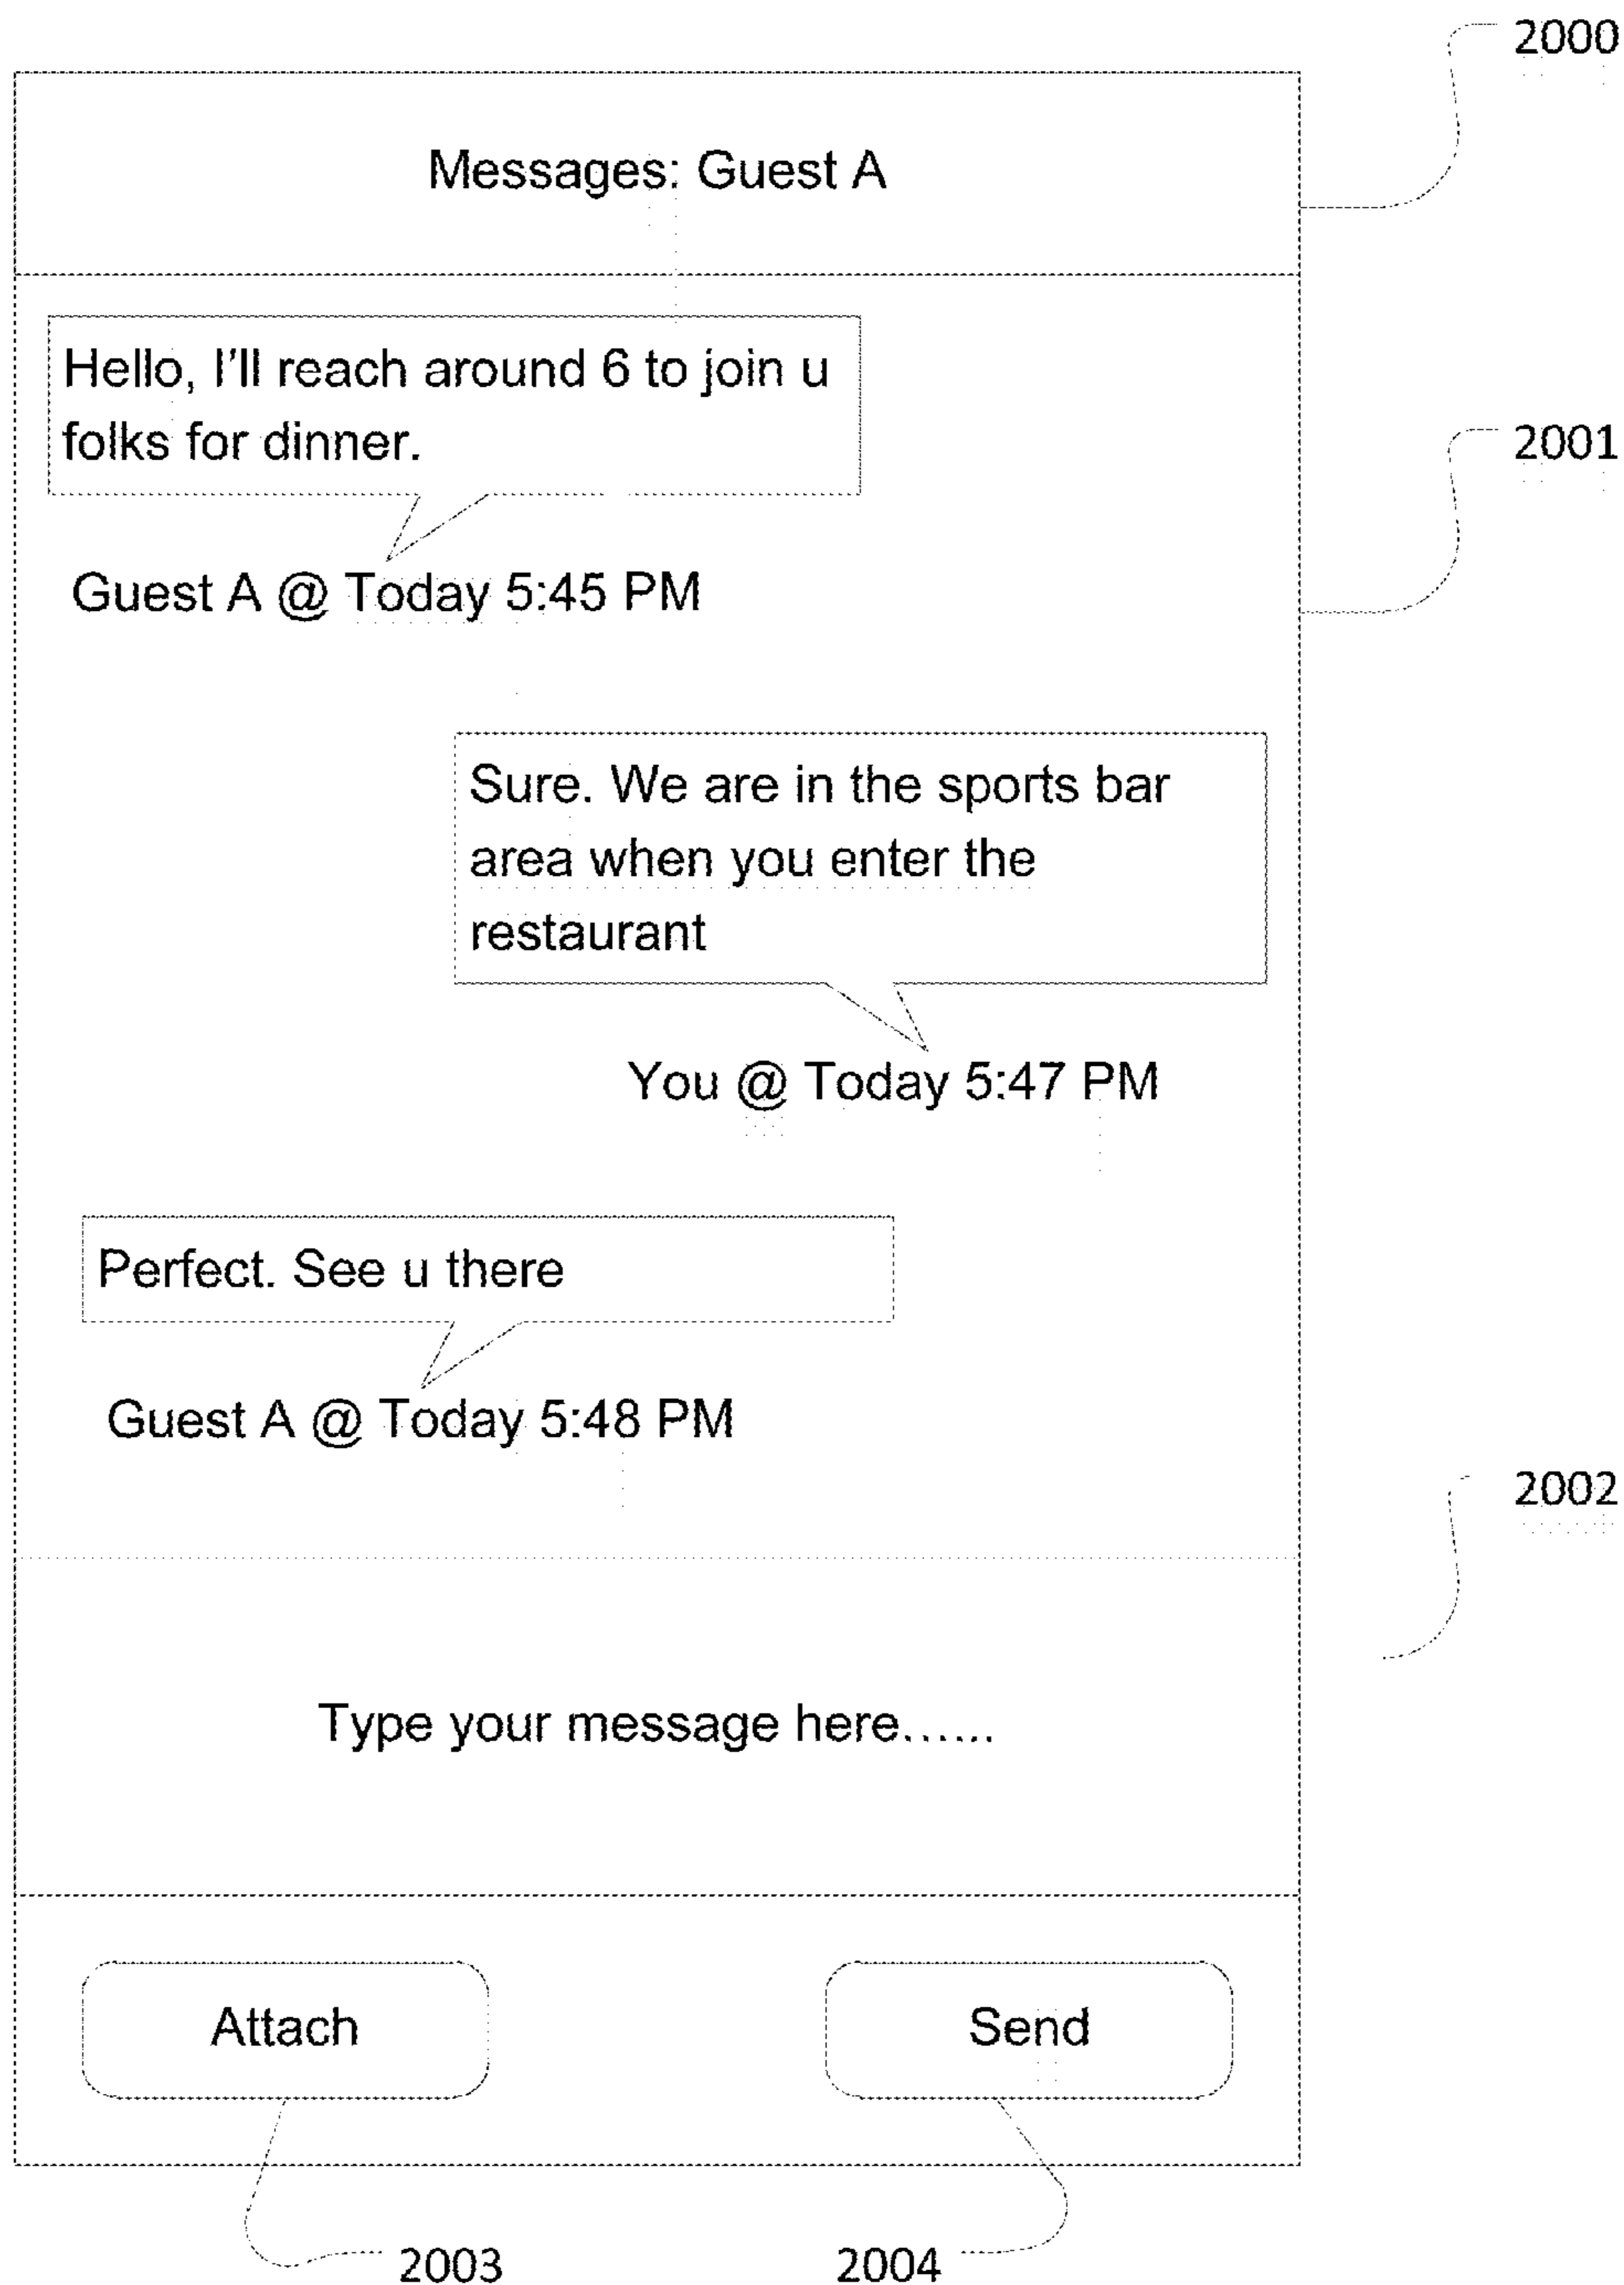 2000
Messages: Guest A
Hello, I'll reach around 6 to join u
folks for dinner.
2001
Guest A @ Today 5:45 PM
Sure. We are in the sports bar
area when you enter the
restaurant
You @ Today 5:47 PM
Perfect. See u there
Guest A @ Today 5:48 PM
2002
Type your message here......
Attach
Send
2003
2004